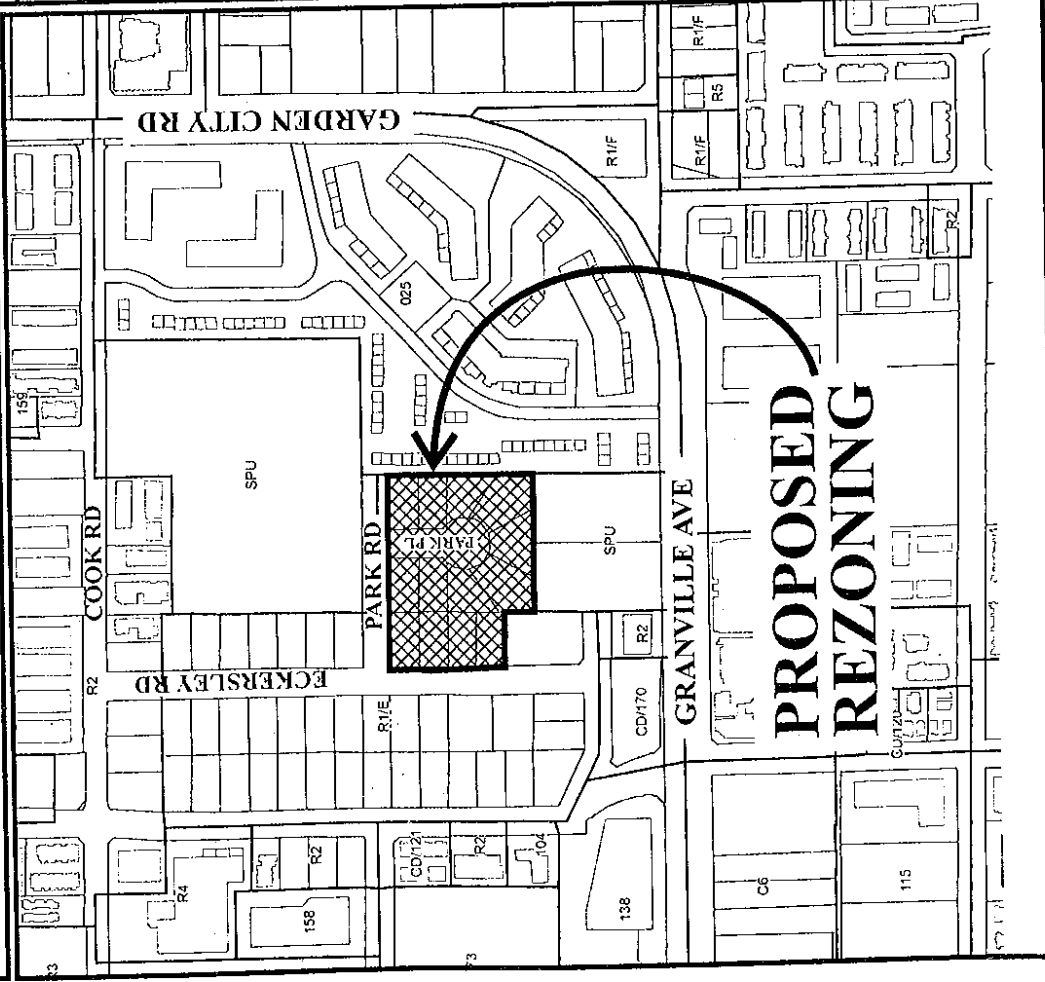 GARDEN CITY RD
R1/F
R5
R1/F
R1/F
R2
025
159
SPU
COOK RD
PARK RD
PARK PL
SPU
GRANVILLE AVE
PROPOSED
REZONING
R2
ECKERSLEY RD
R2
CD/170
R1/E
R2
CD/121
R2
104
R4
158
138
C6
115